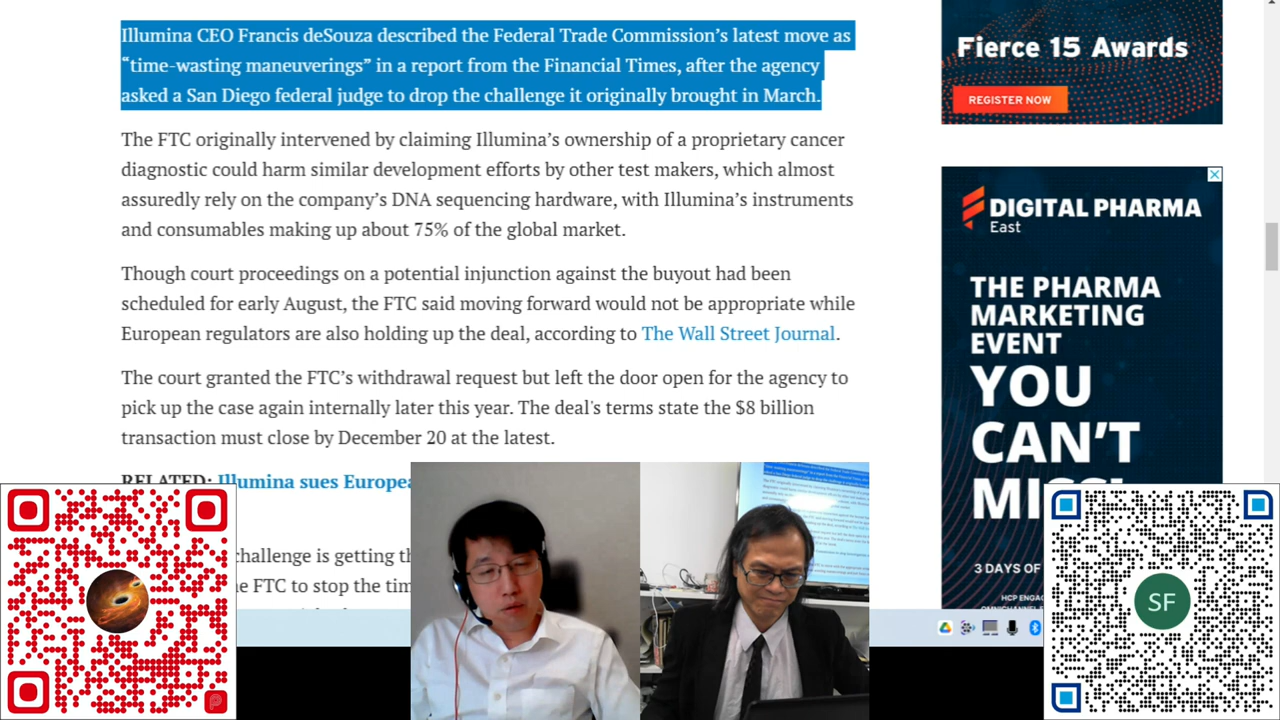 Illumina CEO Francis deSouza described the Federal Trade Commission’s latest move as
“time-wasting maneuverings” in a report from the Financial Times, after the agency
asked a San Diego federal judge to drop the challenge it originally brought in March.
The FTC originally intervened by claiming Illumina’s ownership of a proprietary cancer
diagnostic could harm similar development efforts by other test makers, which almost
assuredly rely on the company’s DNA sequencing hardware, with Illumina’s instruments
and consumables making up about 75% of the global market.
Though court proceedings on a potential injunction against the buyout had been
scheduled for early August, the FTC said moving forward would not be appropriate while
European regulators are also holding up the deal, according to The Wall Street Journal.
The court granted the FTC’s withdrawal request but left the door open for the agency to
pick up the case again internally later this year. The deal's terms state the $8 billion
transaction must close by December 20 at the latest.
RELATED: Illumina sues Europea
challenge is getting th
e FTC to stop the tim
Fierce 15 Awards
REGISTER NOW
DIGITAL PHARMA
East
THE PHARMA
MARKETING
EVENT
YOU
CAN’T
3 DAYS OF
HCP ENGAG
SF